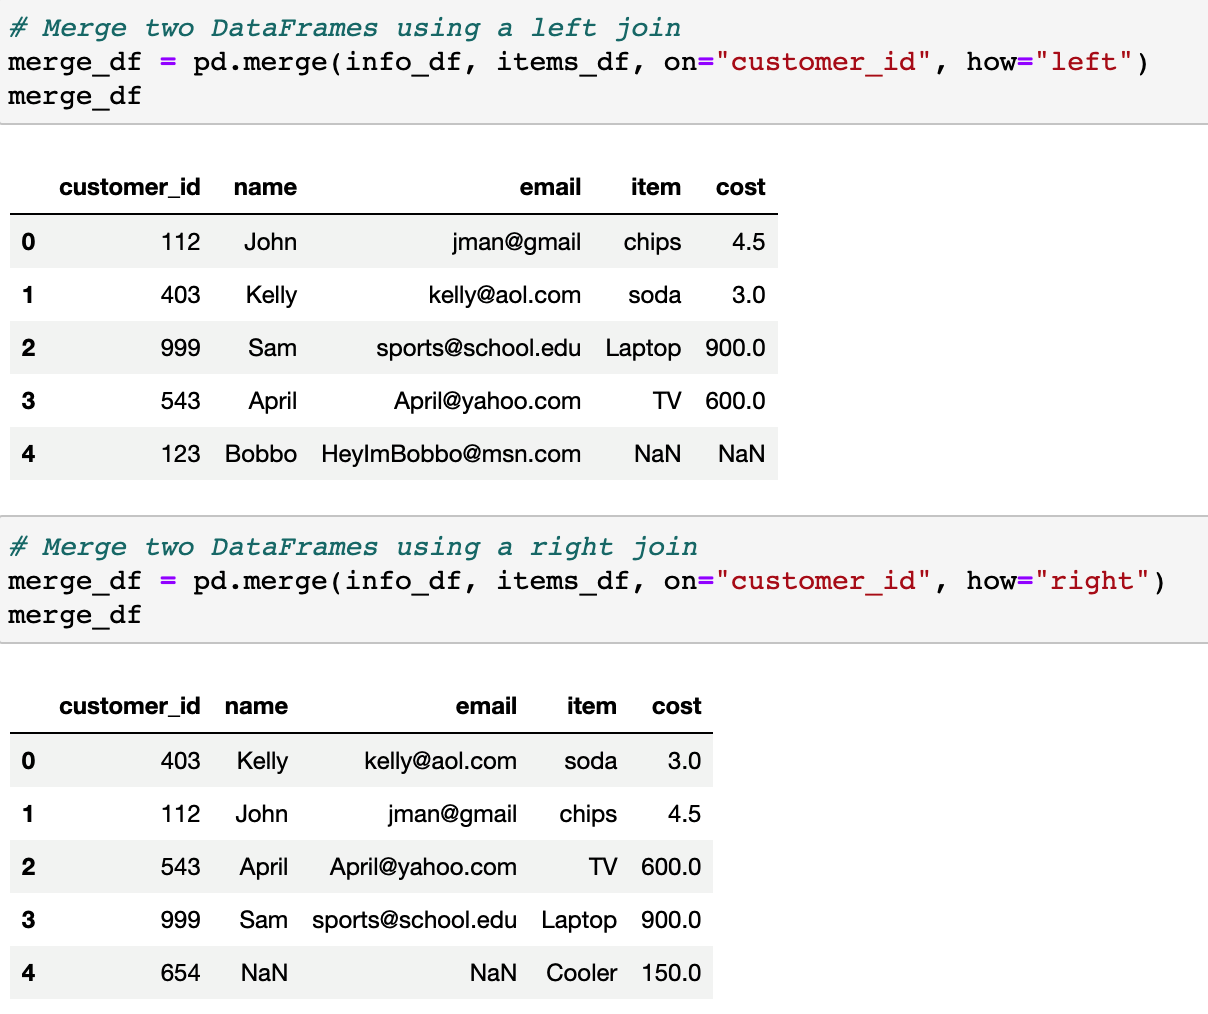 # Merge two DataFrames using a left join
merge_df = pd.merge(info_df, items_df, on="customer_id", how="left")
merge_df
customer_id name email item cost
0 112 John jman@gmail chips 4.5
1 403 Kelly kelly@aol.com soda 3.0
2 999 Sam sports@school.edu Laptop 900.0
3 543 April April@yahoo.com TV 600.0
4 123 Bobbo HeyImBobbo@msn.com NaN NaN
# Merge two DataFrames using a right join
merge_df = pd.merge(info_df, items_df, on="customer_id", how="right")
merge_df
customer_id name email item cost
0 403 Kelly kelly@aol.com soda 3.0
1 112 John jman@gmail chips 4.5
2 543 April April@yahoo.com TV 600.0
3 999 Sam sports@school.edu Laptop 900.0
4 654 NaN NaN Cooler 150.0